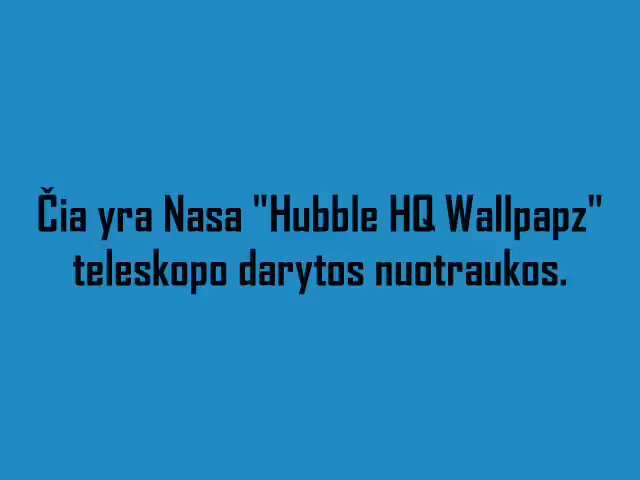 Čia yra Nasa "Hubble HQ Wallpapz"
teleskopo darytos nuotraukos.